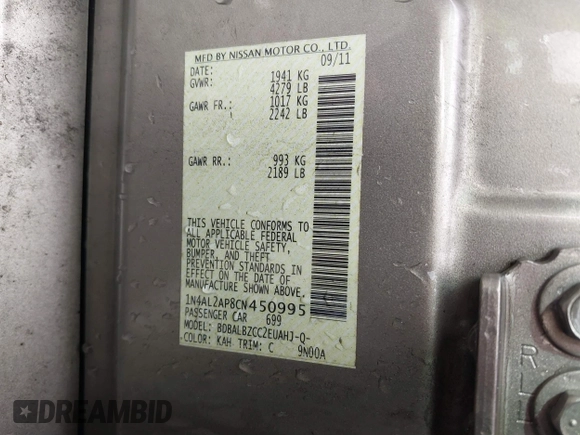 MFD BY NISSAN MOTOR CO., LTD.
DATE: 09/11
GVWR: 1941 KG
4279 LB
GAWR FR.: 1017 KG
2242 LB
GAWR RR.: 993 KG
2189 LB
THIS VEHICLE CONFORMS TO
ALL APPLICABLE FEDERAL
MOTOR VEHICLE SAFETY,
BUMPER, AND THEFT
PREVENTION STANDARDS IN
EFFECT ON THE DATE OF
MANUFACTURE SHOWN ABOVE.
1N4AL2AP8CN450995
PASSENGER CAR 699
MODEL: BDBALBZCC2EUAHJ-Q-
COLOR: KAH TRIM: C 9N00A
DREAMBID